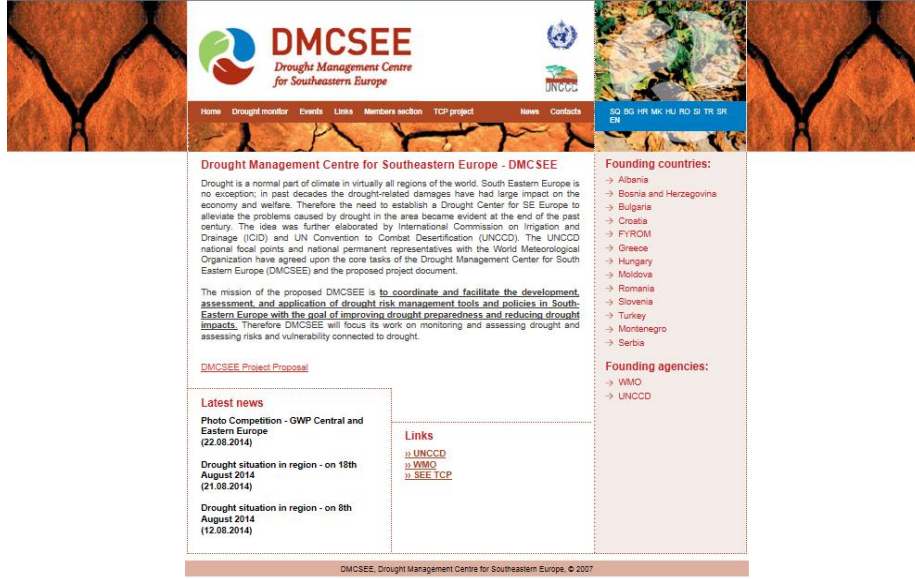 DMCSEE
Drought Management Centre
for Southeastern Europe
UNCCD
Home Drought monitor Events Links Members section TCP project News Contacts
SQ BG HR MK HU RO SI TR SR
EN
Drought Management Centre for Southeastern Europe - DMCSEE
Drought is a normal part of climate in virtually all regions of the world. South Eastern Europe is
no exception; in past decades the drought-related damages have had large impact on the
economy and welfare. Therefore the need to establish a Drought Center for SE Europe to
alleviate the problems caused by drought in the area became evident at the end of the past
century. The idea was further elaborated by International Commission on Irrigation and
Drainage (ICID) and UN Convention to Combat Desertification (UNCCD). The UNCCD
national focal points and national permanent representatives with the World Meteorological
Organization have agreed upon the core tasks of the Drought Management Center for South
Eastern Europe (DMCSEE) and the proposed project document.
The mission of the proposed DMCSEE is to coordinate and facilitate the development,
assessment, and application of drought risk management tools and policies in South-
Eastern Europe with the goal of improving drought preparedness and reducing drought
impacts. Therefore DMCSEE will focus its work on monitoring and assessing drought and
assessing risks and vulnerability connected to drought.
DMCSEE Project Proposal
Latest news
Photo Competition - GWP Central and
Eastern Europe
(22.08.2014)
Drought situation in region - on 18th
August 2014
(21.08.2014)
Drought situation in region - on 8th
August 2014
(12.08.2014)
Links
» UNCCD
» WMO
» SEE TCP
Founding countries:
→ Albania
→ Bosnia and Herzegovina
→ Bulgaria
→ Croatia
→ FYROM
→ Greece
→ Hungary
→ Moldova
→ Romania
→ Slovenia
→ Turkey
→ Montenegro
→ Serbia
Founding agencies:
→ WMO
→ UNCCD
DMCSEE, Drought Management Centre for Southeastern Europe, © 2007